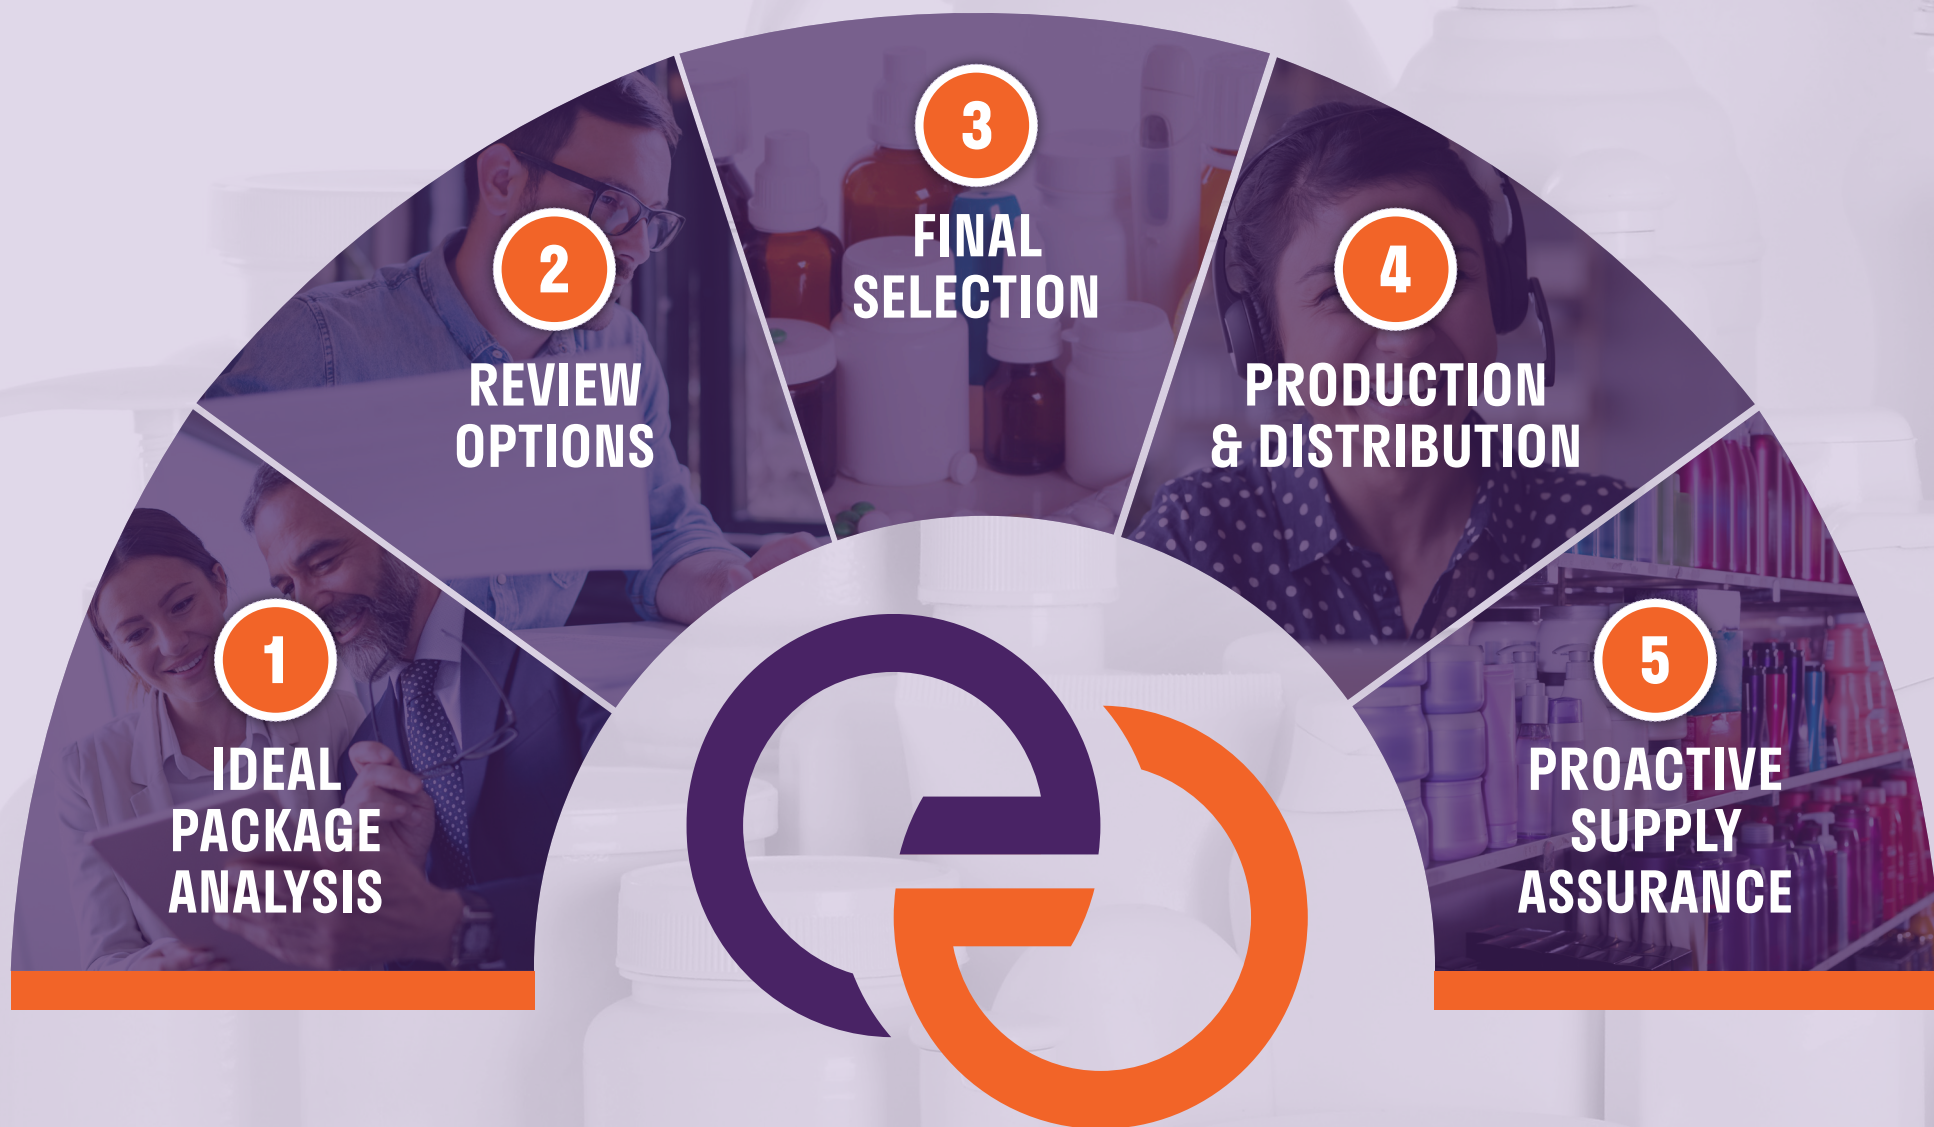 1
IDEAL
PACKAGE
ANALYSIS
2
REVIEW
OPTIONS
3
FINAL
SELECTION
4
PRODUCTION
& DISTRIBUTION
5
PROACTIVE
SUPPLY
ASSURANCE